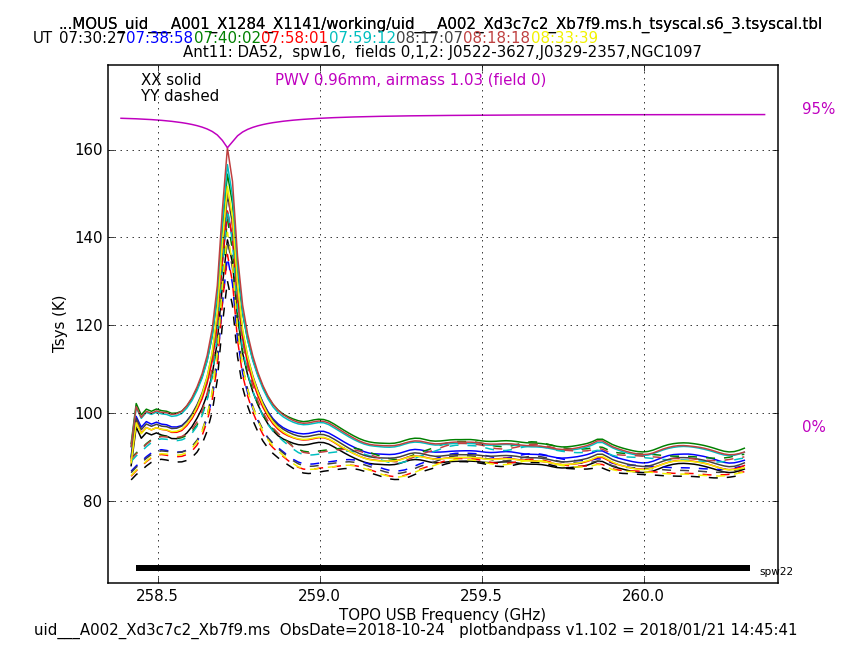 ...MOUS_uid___A001_X1284_X1141/working/uid___A002_Xd3c7c2_Xb7f9.ms.h_tsyscal.s6_3.tsyscal.tbl
UT 07:30:27 07:38:58 07:40:02 07:58:01 07:59:12 08:17:07 08:18:18 08:33:39
Ant11: DA52,  spw16,  fields 0,1,2: J0522-3627,J0329-2357,NGC1097
XX solid
PWV 0.96mm, airmass 1.03 (field 0)
YY dashed
95%
160
140
120
Tsys (K)
100
0%
80
spw22
258.5 259.0 259.5 260.0
TOPO USB Frequency (GHz)
uid___A002_Xd3c7c2_Xb7f9.ms  ObsDate=2018-10-24   plotbandpass v1.102 = 2018/01/21 14:45:41